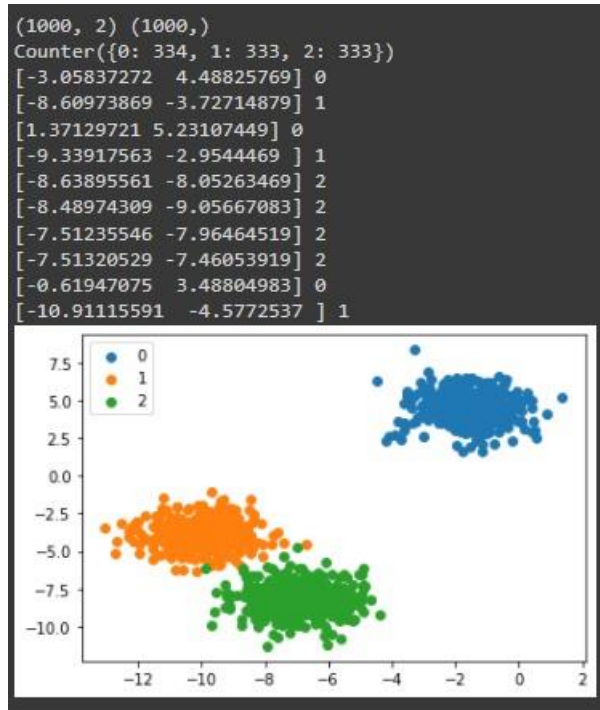 (1000, 2) (1000,)
Counter({0: 334, 1: 333, 2: 333})
[-3.05837272  4.48825769] 0
[-8.60973869 -3.72714879] 1
[1.37129721 5.23107449] 0
[-9.33917563 -2.9544469 ] 1
[-8.63895561 -8.05263469] 2
[-8.48974309 -9.05667083] 2
[-7.51235546 -7.96464519] 2
[-7.51320529 -7.46053919] 2
[-0.61947075  3.48804983] 0
[-10.91115591  -4.5772537 ] 1
0
1
2
7.5
5.0
2.5
0.0
−2.5
−5.0
−7.5
−10.0
−12 −10 −8 −6 −4 −2 0 2